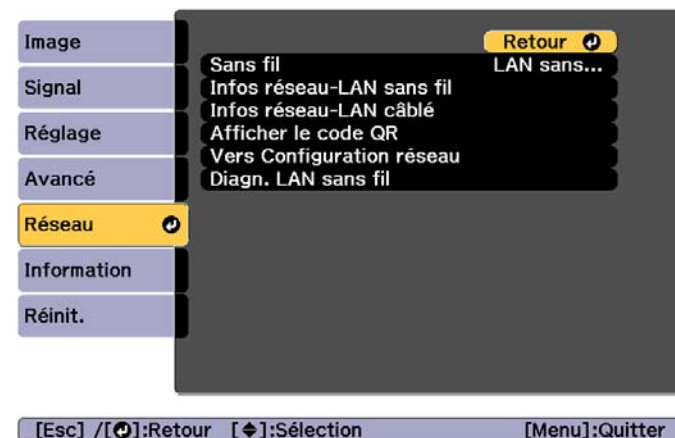 Image
Signal
Réglage
Avancé
Réseau
Information
Réinit.
Retour
Sans fil LAN sans...
Infos réseau-LAN sans fil
Infos réseau-LAN câblé
Afficher le code QR
Vers Configuration réseau
Diagn. LAN sans fil
[Esc] /[⏎]:Retour [◆]:Sélection [Menu]:Quitter